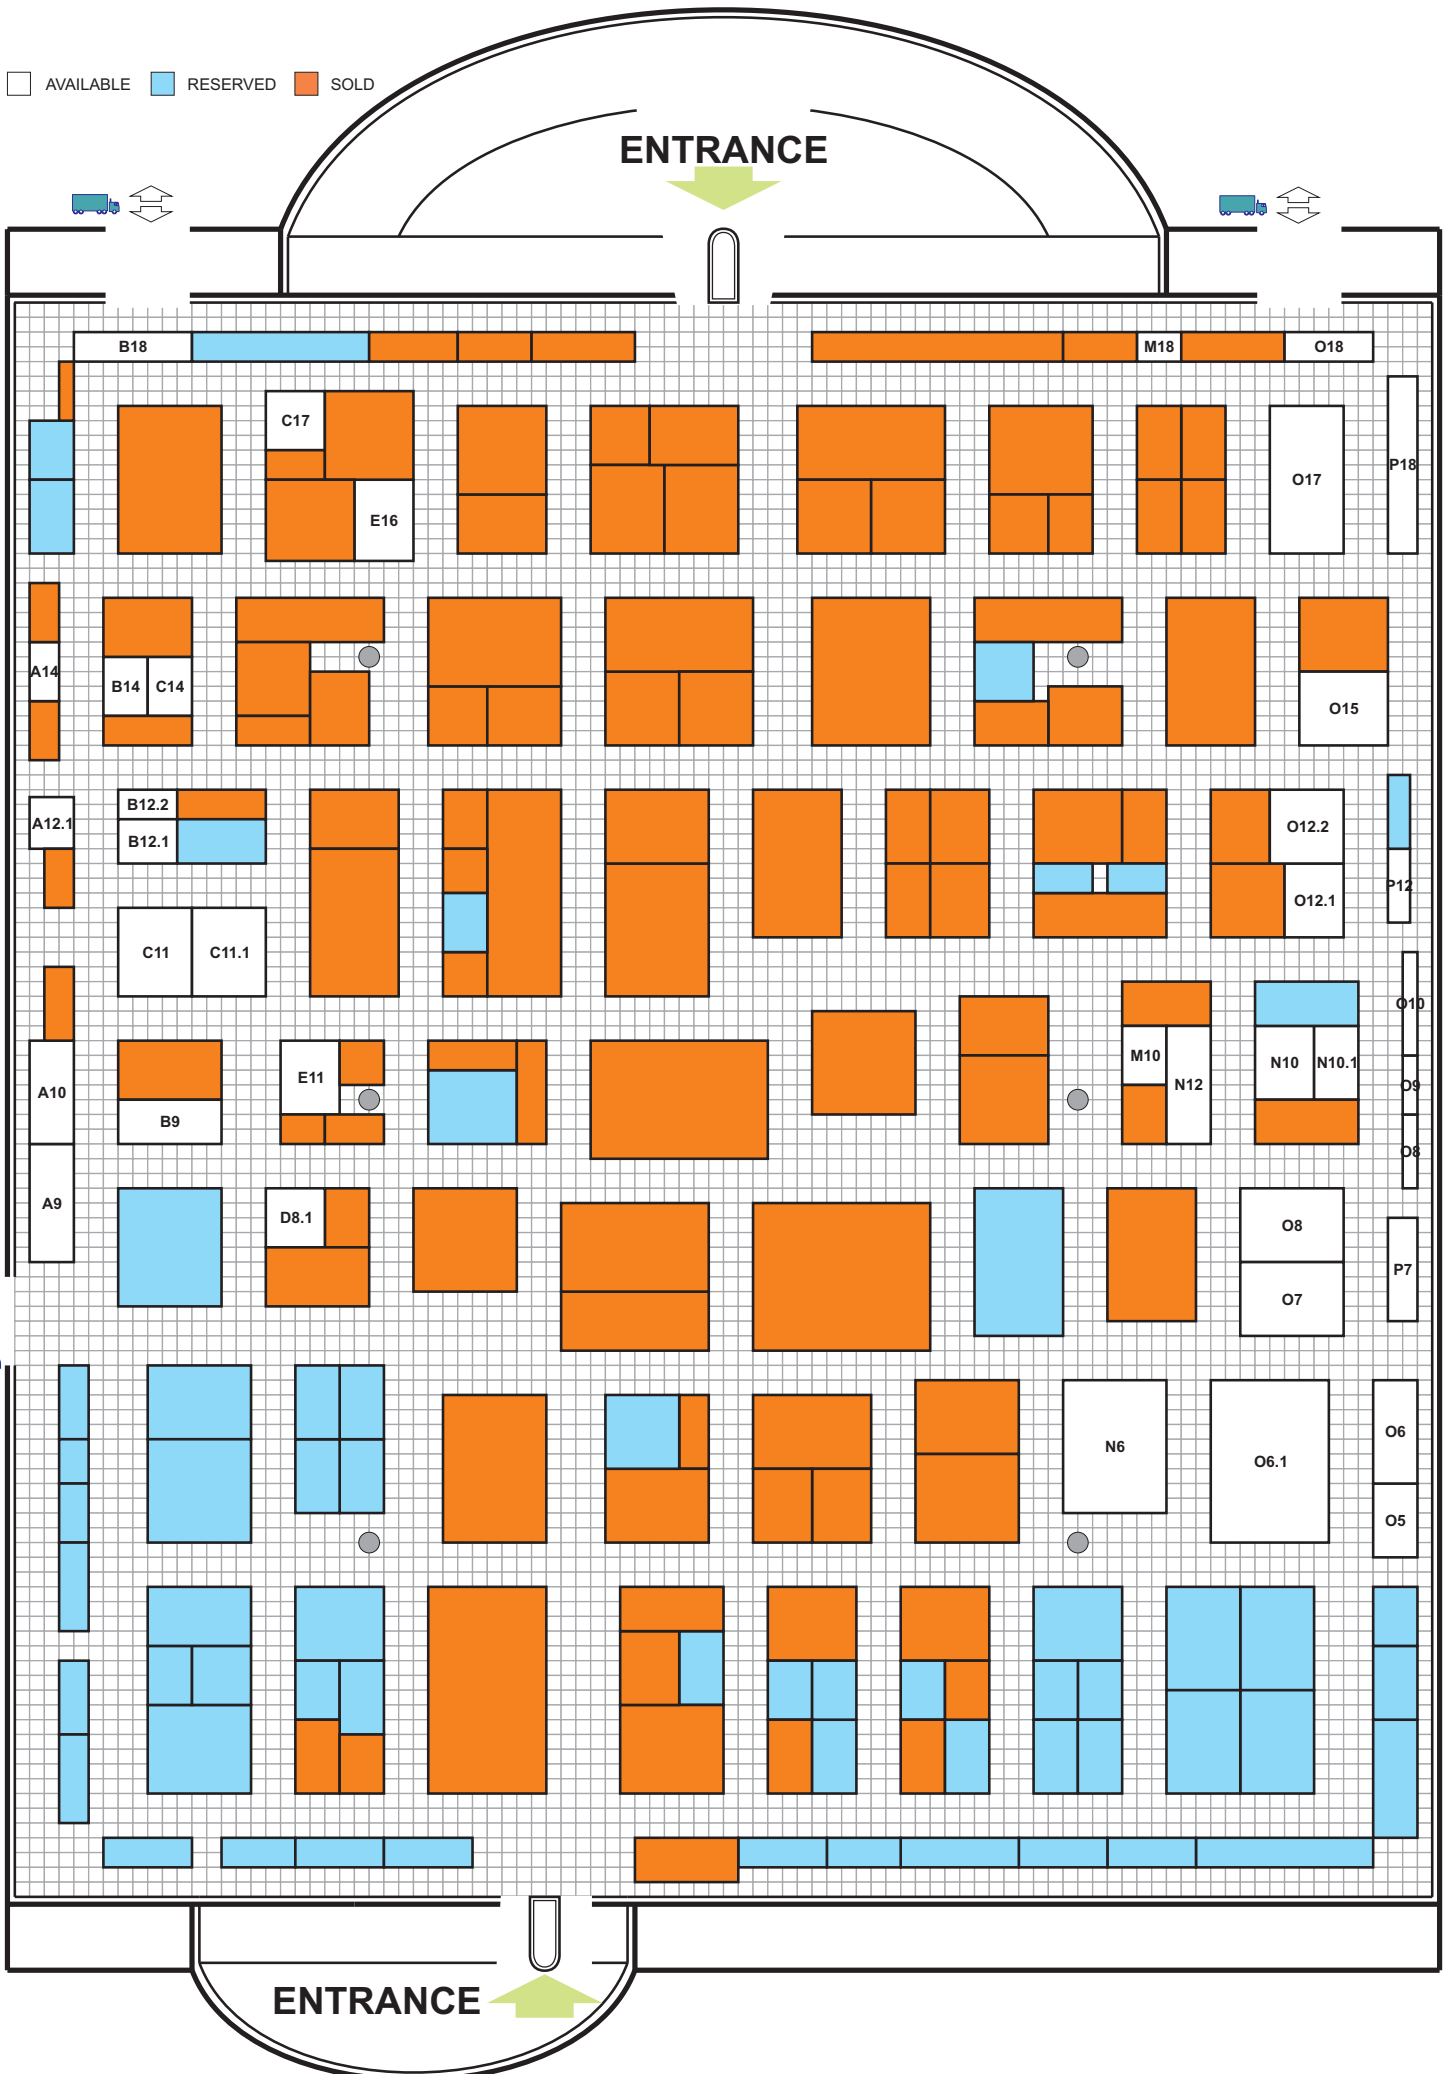 AVAILABLE RESERVED SOLD
ENTRANCE
B18 M18 O18
C17
P18
O17
E16
A14
B14 C14
O15
B12.2
A12.1
O12.2
B12.1
P12
O12.1
C11 C11.1
O10
M10
N10 N10.1
E11
N12
O9
A10
B9
O8
A9
D8.1
O8
P7
O7
O6
N6
O6.1
O5
ENTRANCE